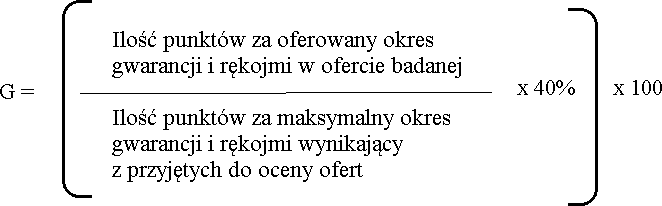 Ilość punktów za oferowany okres
gwarancji i rękojmi w ofercie badanej
G =
x 40%
x 100
Ilość punktów za maksymalny okres
gwarancji i rękojmi wynikający
z przyjętych do oceny ofert